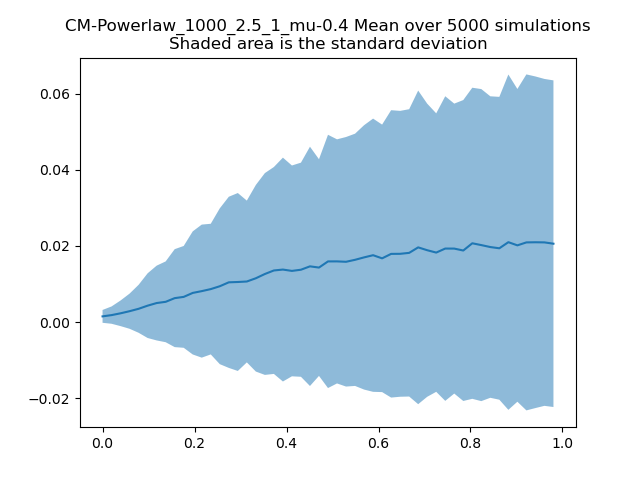 CM-Powerlaw_1000_2.5_1_mu-0.4 Mean over 5000 simulations
Shaded area is the standard deviation
0.06
0.04
0.02
0.00
−0.02
0.0 0.2 0.4 0.6 0.8 1.0